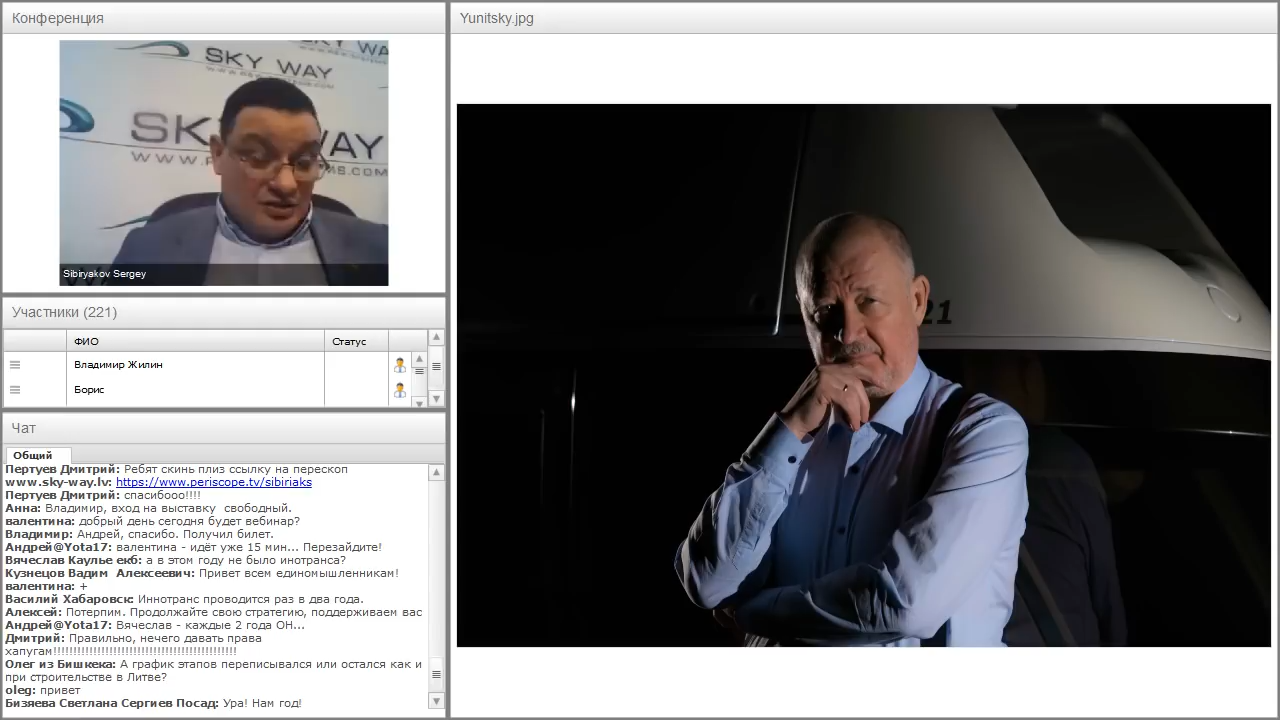 Конференция
SKY WAY
SKY WAY
WWW.
Sibiryakov Sergey
Участники (221)
ФИО
Статус
Владимир Жилин
Борис
Чат
Общий
Пертуев Дмитрий: Ребят скинь плиз ссылку на перескоп
www.sky-way.lv: https://www.periscope.tv/sibiriaks
Пертуев Дмитрий: спасибооо!!!!
Анна: Владимир, вход на выставку свободный.
валентина: добрый день сегодня будет вебинар?
Владимир: Андрей, спасибо. Получил билет.
Андрей@Yota17: валентина - идёт уже 15 мин... Перезайдите!
Вячеслав Каулье екб: а в этом году не было инотранса?
Кузнецов Вадим Алексеевич: Привет всем единомышленникам!
валентина: +
Василий Хабаровск: Иннотранс проводится раз в два года.
Алексей: Потерпим. Продолжайте свою стратегию, поддерживаем вас
Андрей@Yota17: Вячеслав - каждые 2 года ОН...
Дмитрий: Правильно, нечего давать права
хапугам!!!!!!!!!!!!!!!!!!!!!!!!!!!!!!!!!!!!!!!!!!!!!!
Олег из Бишкека: А график этапов переписывался или остался как и
при строительстве в Литве?
oleg: привет
Бизяева Светлана Сергиев Посад: Ура! Нам год!
Yunitsky.jpg
21